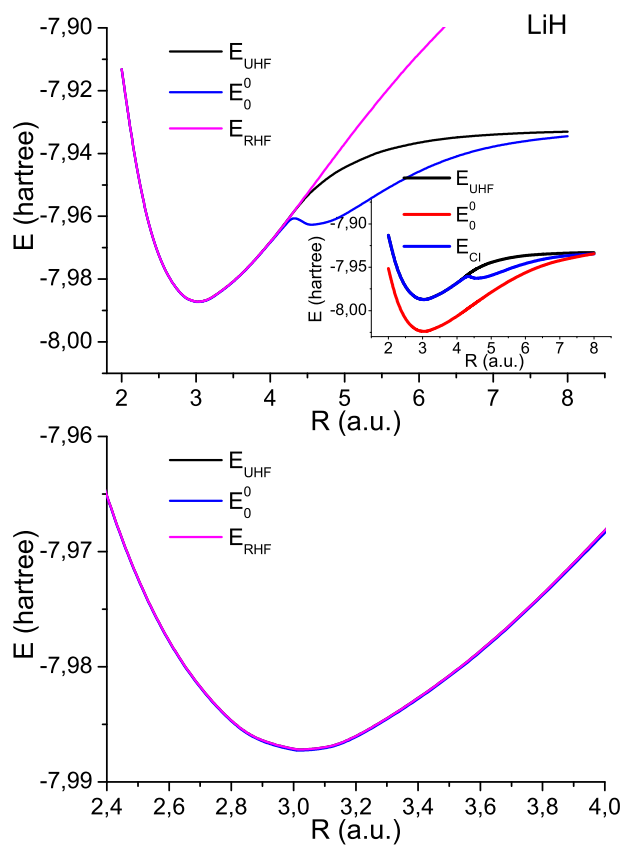 LiH
-7,90
-7,92
-7,94
-7,96
-7,98
-8,00
E (hartree)
E_UHF
E_0^0
E_RHF
2 3 4 5 6 7 8
R (a.u.)
E_UHF
E_0^0
E_CI
-7,90
-7,95
-8,00
E (hartree)
2 3 4 5 6 7 8
R (a.u.)
-7,96
-7,97
-7,98
-7,99
E (hartree)
E_UHF
E_0^0
E_RHF
2,4 2,6 2,8 3,0 3,2 3,4 3,6 3,8 4,0
R (a.u.)